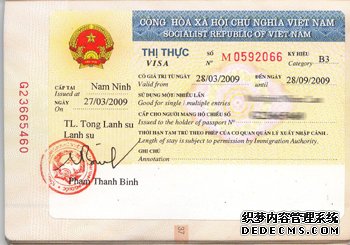 CỘNG HÒA XÃ HỘI CHỦ NGHĨA VIỆT NAM
SOCIALIST REPUBLIC OF VIET NAM
THỊ THỰC
VISA
SỐ
Nº
M0592066
KÝ HIỆU
Category B3
CẤP TẠI Nam Ninh
Issued at
NGÀY 27/03/2009
On
CÓ GIÁ TRỊ TỪ NGÀY 28/03/2009 ĐẾN NGÀY 28/09/2009
Valid from until
SỬ DỤNG MỘT/NHIỀU LẦN
Good for single / multiple entries
CẤP CHO NGƯỜI MANG HỘ CHIẾU SỐ
Issued to the holder of passport Nº
THỜI HẠN TẠM TRÚ THEO PHÉP CỦA CƠ QUAN QUẢN LÝ XUẤT NHẬP CẢNH.
Length of stay is subject to permission by Immigration Authority.
GHI CHÚ
Annotation
TL. Tong Lanh su
Lanh su
Pham Thanh Binh
G23665460
37
织梦内容管理系统
DEDECMS.COM